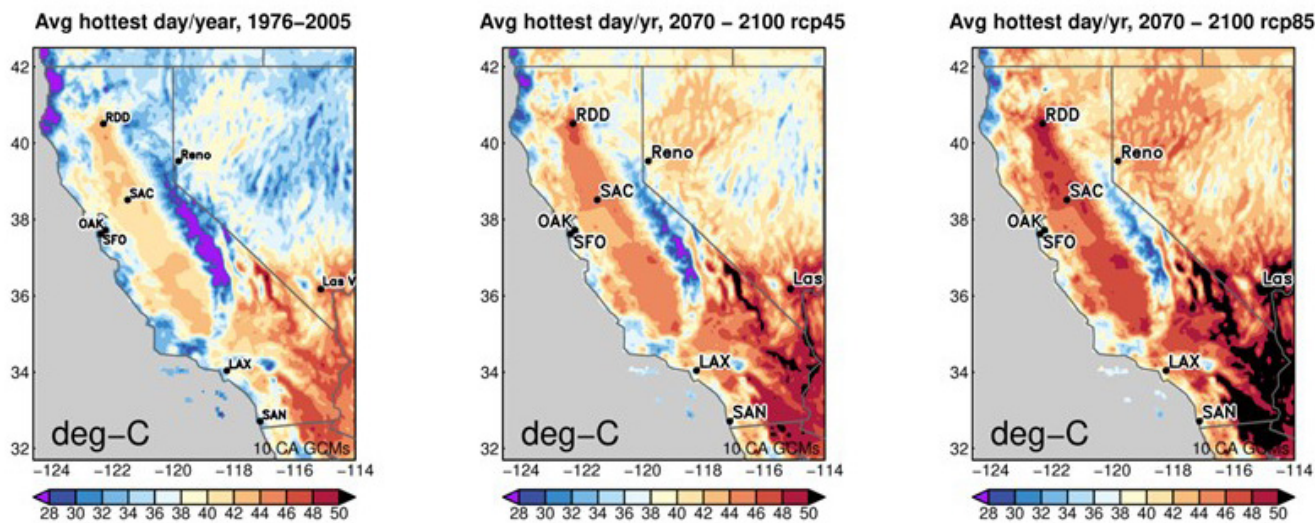 Avg hottest day/year, 1976−2005
42
40
38
36
34
32
RDD
Reno
SAC
OAK
SFO
Las V
LAX
SAN
deg−C
10 CA GCMs
−124 −122 −120 −118 −116 −114
28 30 32 34 36 38 40 42 44 46 48 50
Avg hottest day/yr, 2070 − 2100 rcp45
42
40
38
36
34
32
RDD
Reno
SAC
OAK
SFO
Las
LAX
SAN
deg−C
10 CA GCMs
−124 −122 −120 −118 −116 −114
28 30 32 34 36 38 40 42 44 46 48 50
Avg hottest day/yr, 2070 − 2100 rcp85
42
40
38
36
34
32
RDD
Reno
SAC
OAK
SFO
Las
LAX
SAN
deg−C
10 CA GCMs
−124 −122 −120 −118 −116 −114
28 30 32 34 36 38 40 42 44 46 48 50